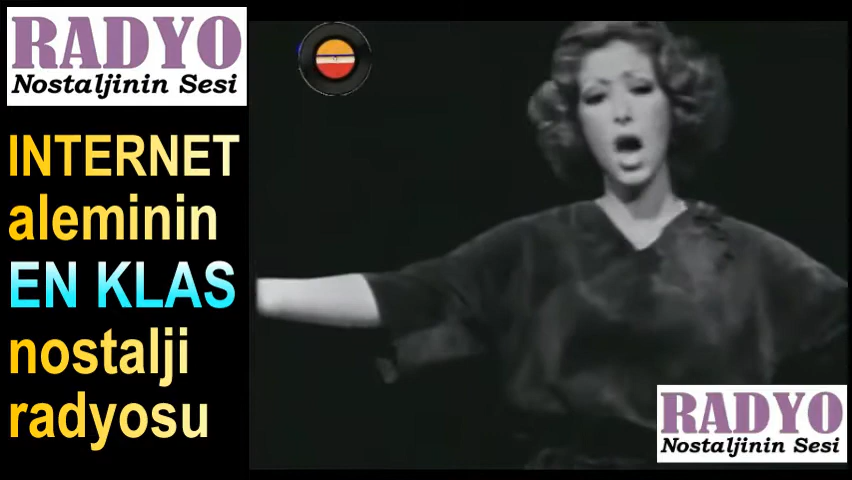 RADYO
Nostaljinin Sesi
INTERNET
aleminin
EN KLAS
nostalji
radyosu
RADYO
Nostaljinin Sesi